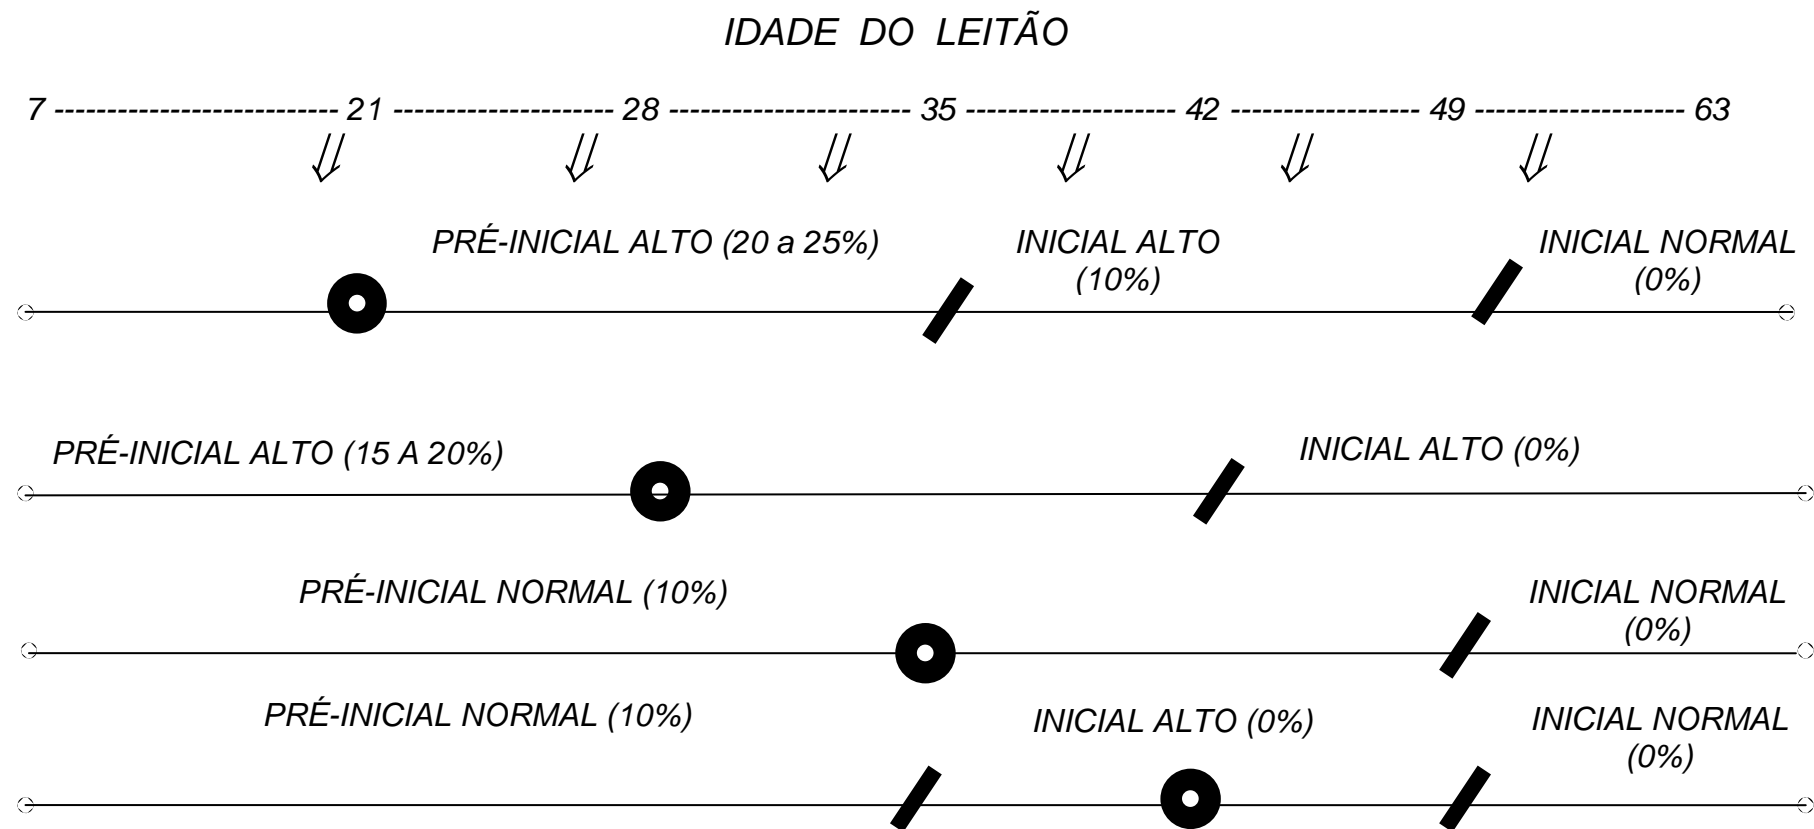 IDADE DO LEITÃO
7 --------------------------- 21 --------------------- 28 ----------------------- 35 -------------------- 42 ------------------ 49 -------------------- 63
PRÉ-INICIAL ALTO (20 a 25%) INICIAL ALTO INICIAL NORMAL
(10%) (0%)
PRÉ-INICIAL ALTO (15 A 20%) INICIAL ALTO (0%)
PRÉ-INICIAL NORMAL (10%) INICIAL NORMAL
(0%)
PRÉ-INICIAL NORMAL (10%) INICIAL ALTO (0%) INICIAL NORMAL
(0%)